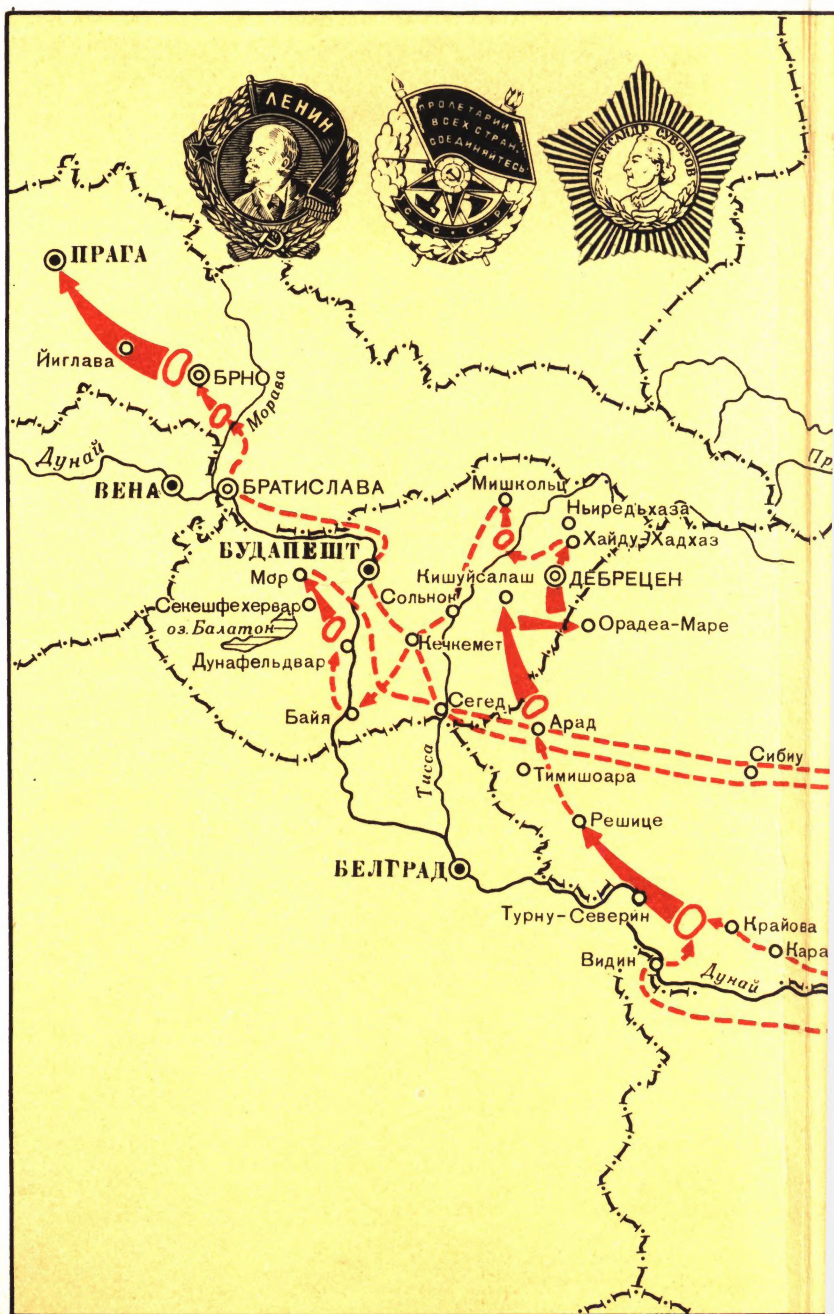 ЛЕНИН
ПРОЛЕТАРИИ
ВСЕХ СТРАН,
СОЕДИНЯЙТЕСЬ
СССР
АЛЕКСАНДР СУВОРОВ
ПРАГА
Йиглава
БРНО
Морава
Дунай
ВЕНА
БРАТИСЛАВА
Пр
Мишкольц
Ньиредьхаза
Хайду-Хадхаз
БУДАПЕШТ
Мор
Кишуйсалаш
ДЕБРЕЦЕН
Сольнок
Секешфехервар
оз. Балатон
Орадеа-Маре
Кечкемет
Дунафельдвар
Сегед
Байя
Арад
Сибиу
Тисса
Тимишоара
Решице
БЕЛГРАД
Турну-Северин
Крайова
Кара
Видин
Дунай